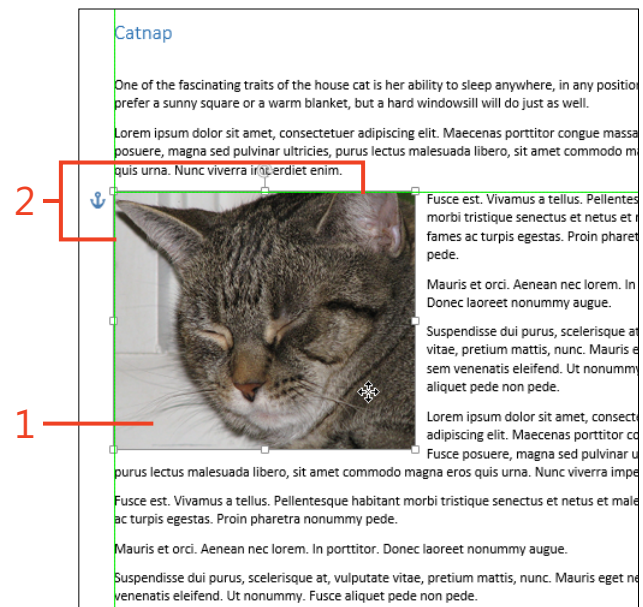 Catnap
One of the fascinating traits of the house cat is her ability to sleep anywhere, in any position
prefer a sunny square or a warm blanket, but a hard windowsill will do just as well.
Lorem ipsum dolor sit amet, consectetuer adipiscing elit. Maecenas porttitor congue massa
posuere, magna sed pulvinar ultricies, purus lectus malesuada libero, sit amet commodo m
quis urna. Nunc viverra imperdiet enim.
2
Fusce est. Vivamus a tellus. Pellentes
morbi tristique senectus et netus et
fames ac turpis egestas. Proin pharet
pede.
Mauris et orci. Aenean nec lorem. In
Donec laoreet nonummy augue.
Suspendisse dui purus, scelerisque at
vitae, pretium mattis, nunc. Mauris e
sem venenatis eleifend. Ut nonummy
aliquet pede non pede.
1
Lorem ipsum dolor sit amet, consect
adipiscing elit. Maecenas porttitor co
Fusce posuere, magna sed pulvinar u
purus lectus malesuada libero, sit amet commodo magna eros quis urna. Nunc viverra impe
Fusce est. Vivamus a tellus. Pellentesque habitant morbi tristique senectus et netus et male
ac turpis egestas. Proin pharetra nonummy pede.
Mauris et orci. Aenean nec lorem. In porttitor. Donec laoreet nonummy augue.
Suspendisse dui purus, scelerisque at, vulputate vitae, pretium mattis, nunc. Mauris eget ne
venenatis eleifend. Ut nonummy. Fusce aliquet pede non pede.